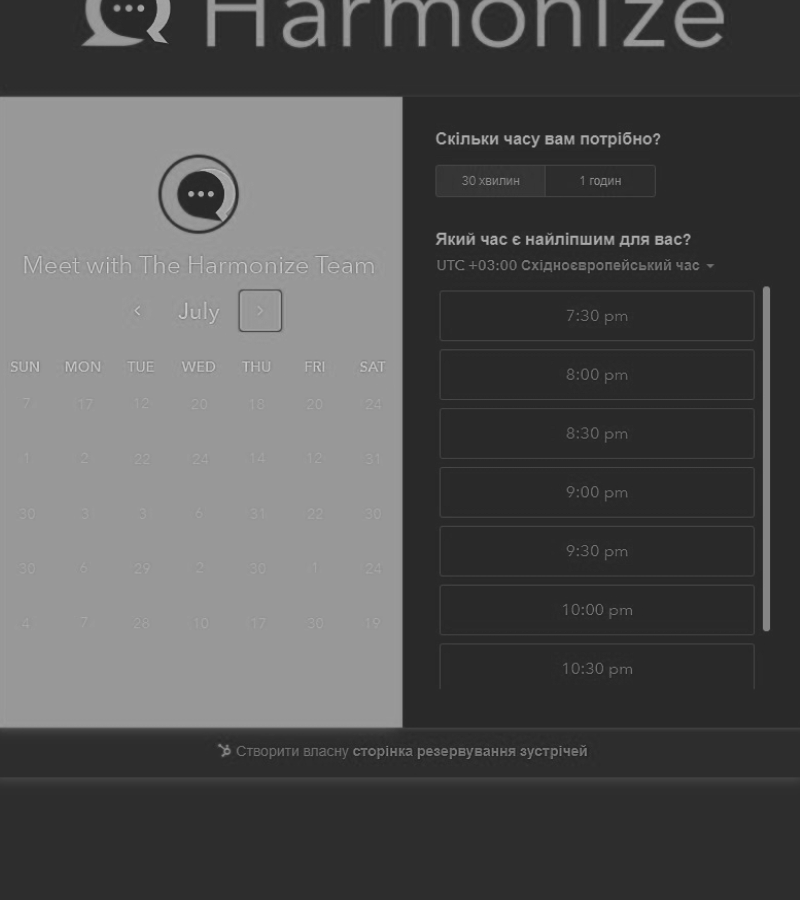 Harmonize
Meet with The Harmonize Team
July
SUN MON TUE WED THU FRI SAT
7 17 12 20 18 20 24
1 2 22 24 14 12 31
30 3 3 6 31 22 30
30 6 29 2 30 1 24
4 7 28 10 17 30 19
Скільки часу вам потрібно?
30 хвилин 1 годин
Який час є найліпшим для вас?
UTC +03:00 Східноєвропейський час
7:30 pm
8:00 pm
8:30 pm
9:00 pm
9:30 pm
10:00 pm
10:30 pm
Створити власну сторінка резервування зустрічей